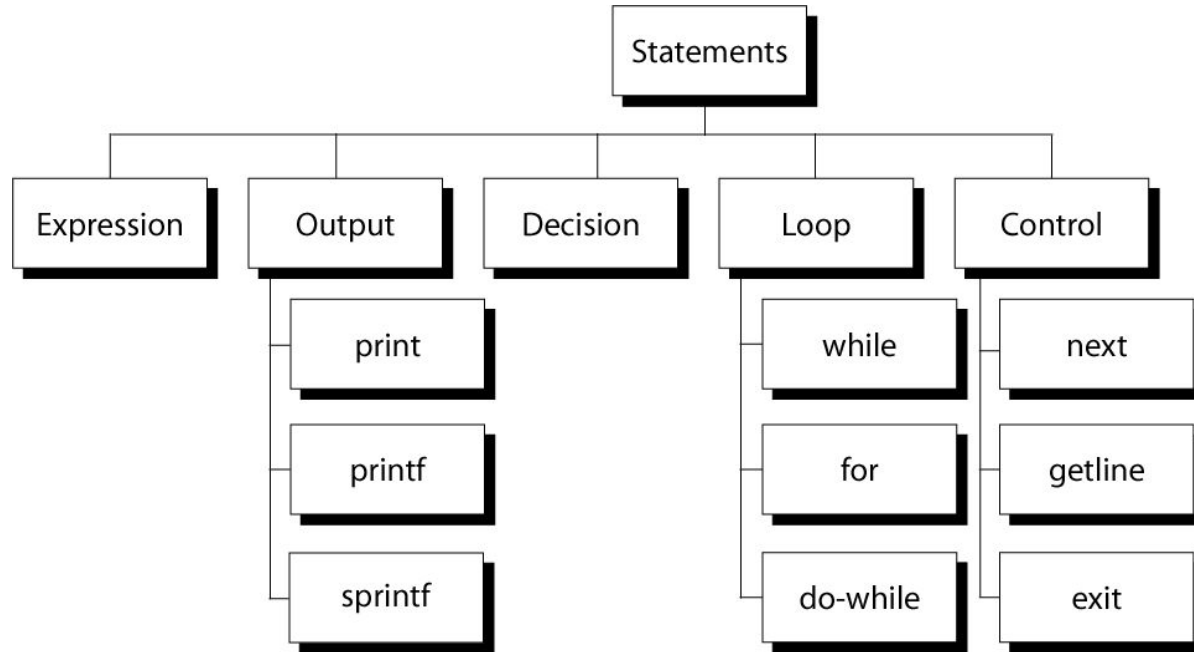 Statements
Expression
Output
Decision
Loop
Control
print
while
next
printf
for
getline
sprintf
do-while
exit